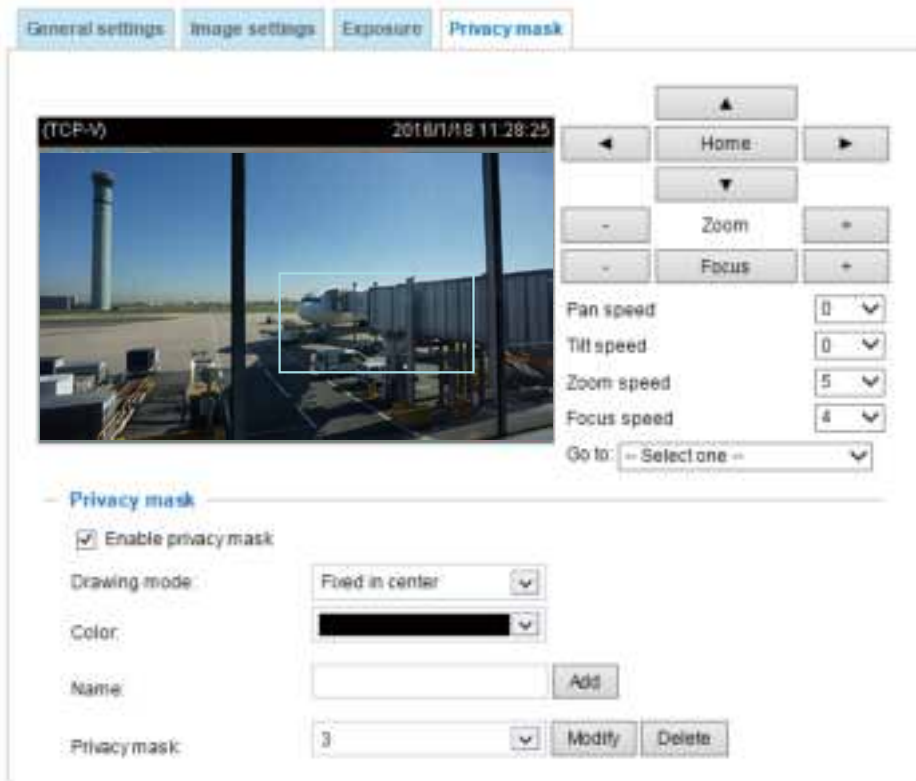 General settings Image settings Exposure Privacy mask
(TCP-V) 2016/1/18 11:28:25
▲
◄ Home ►
▼
- Zoom +
- Focus +
Pan speed 0
Tilt speed 0
Zoom speed 5
Focus speed 4
Go to: -- Select one --
Privacy mask
Enable privacy mask
Drawing mode: Fixed in center
Color:
Name: Add
Privacy mask: 3 Modify Delete